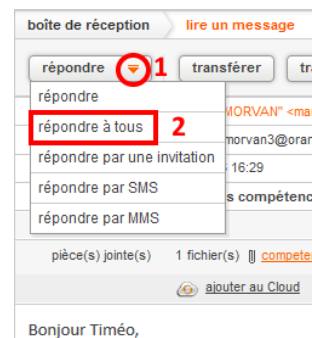 boîte de réception lire un message
répondre 1 transférer
répondre
MORVAN" <ma
répondre à tous 2
morvan3@oran
répondre par une invitation
16:29
répondre par SMS
s compétenc
répondre par MMS
pièce(s) jointe(s) 1 fichier(s) competen
ajouter au Cloud
Bonjour Timéo,